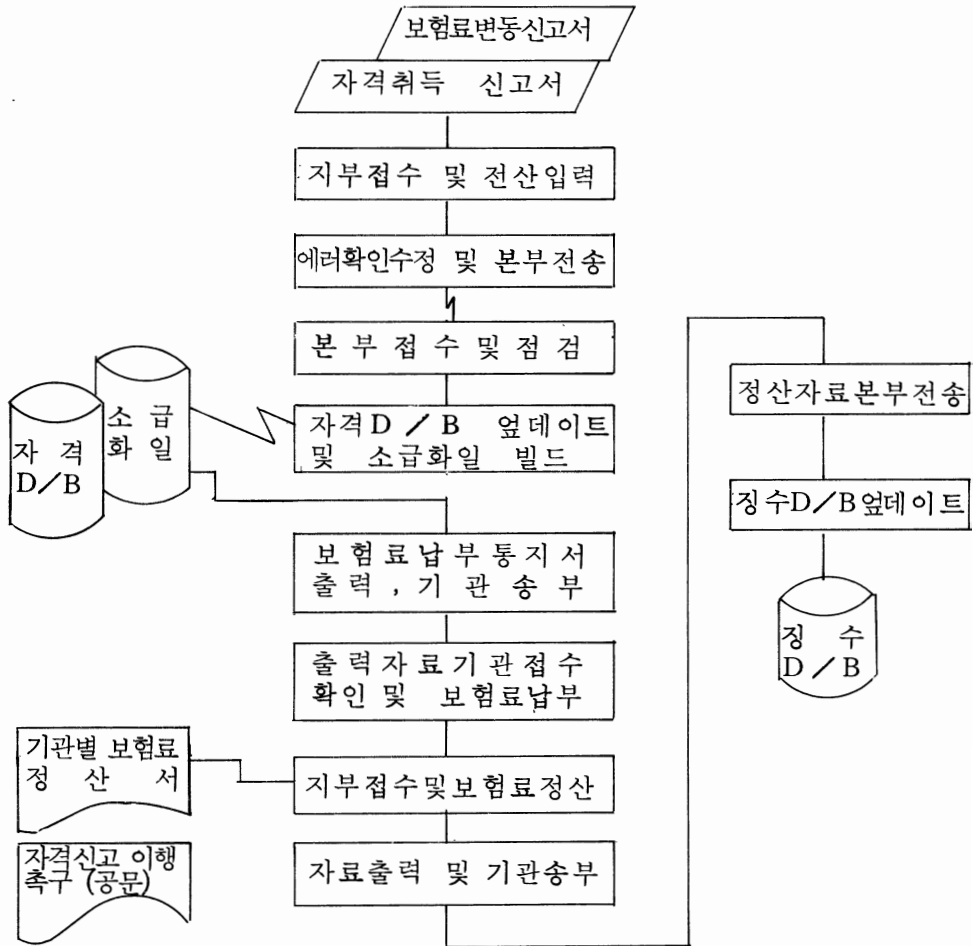 보험료변동신고서
자격취득 신고서
지부접수 및 전산입력
에러확인수정 및 본부전송
본부접수및점검
자격D/B 엎데이트
및 소급화일 빌드
소급
화일
자격
D/B
보험료납부통지서
출력,기관송부
출력자료기관접수
확인및 보험료납부
기관별 보험료
정산서
지부접수및보험료정산
자격신고 이행
촉구 (공문)
자료출력 및 기관송부
정산자료본부전송
징수D/B엎데이트
징수
D/B